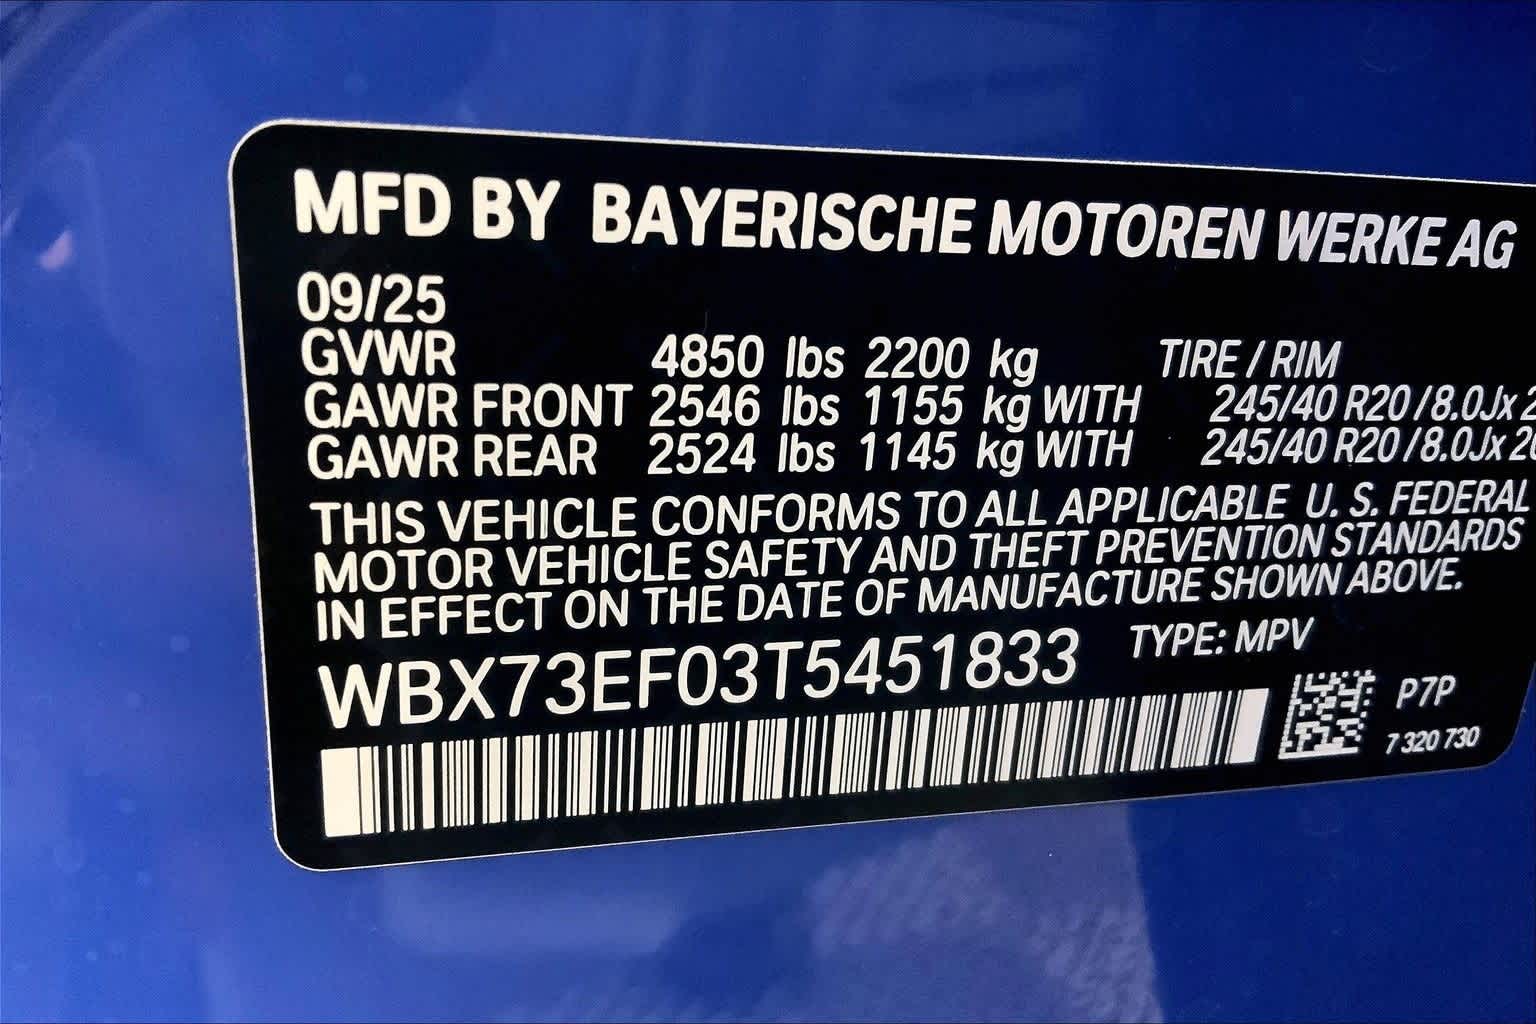 MFD BY BAYERISCHE MOTOREN WERKE AG
09/25
GVWR 4850 lbs 2200 kg TIRE / RIM
GAWR FRONT 2546 lbs 1155 kg WITH 245/40 R20 / 8.0Jx
GAWR REAR 2524 lbs 1145 kg WITH 245/40 R20 / 8.0Jx
THIS VEHICLE CONFORMS TO ALL APPLICABLE U. S. FEDERAL
MOTOR VEHICLE SAFETY AND THEFT PREVENTION STANDARDS
IN EFFECT ON THE DATE OF MANUFACTURE SHOWN ABOVE.
WBX73EF03T5451833 TYPE: MPV
P7P
7 320 730